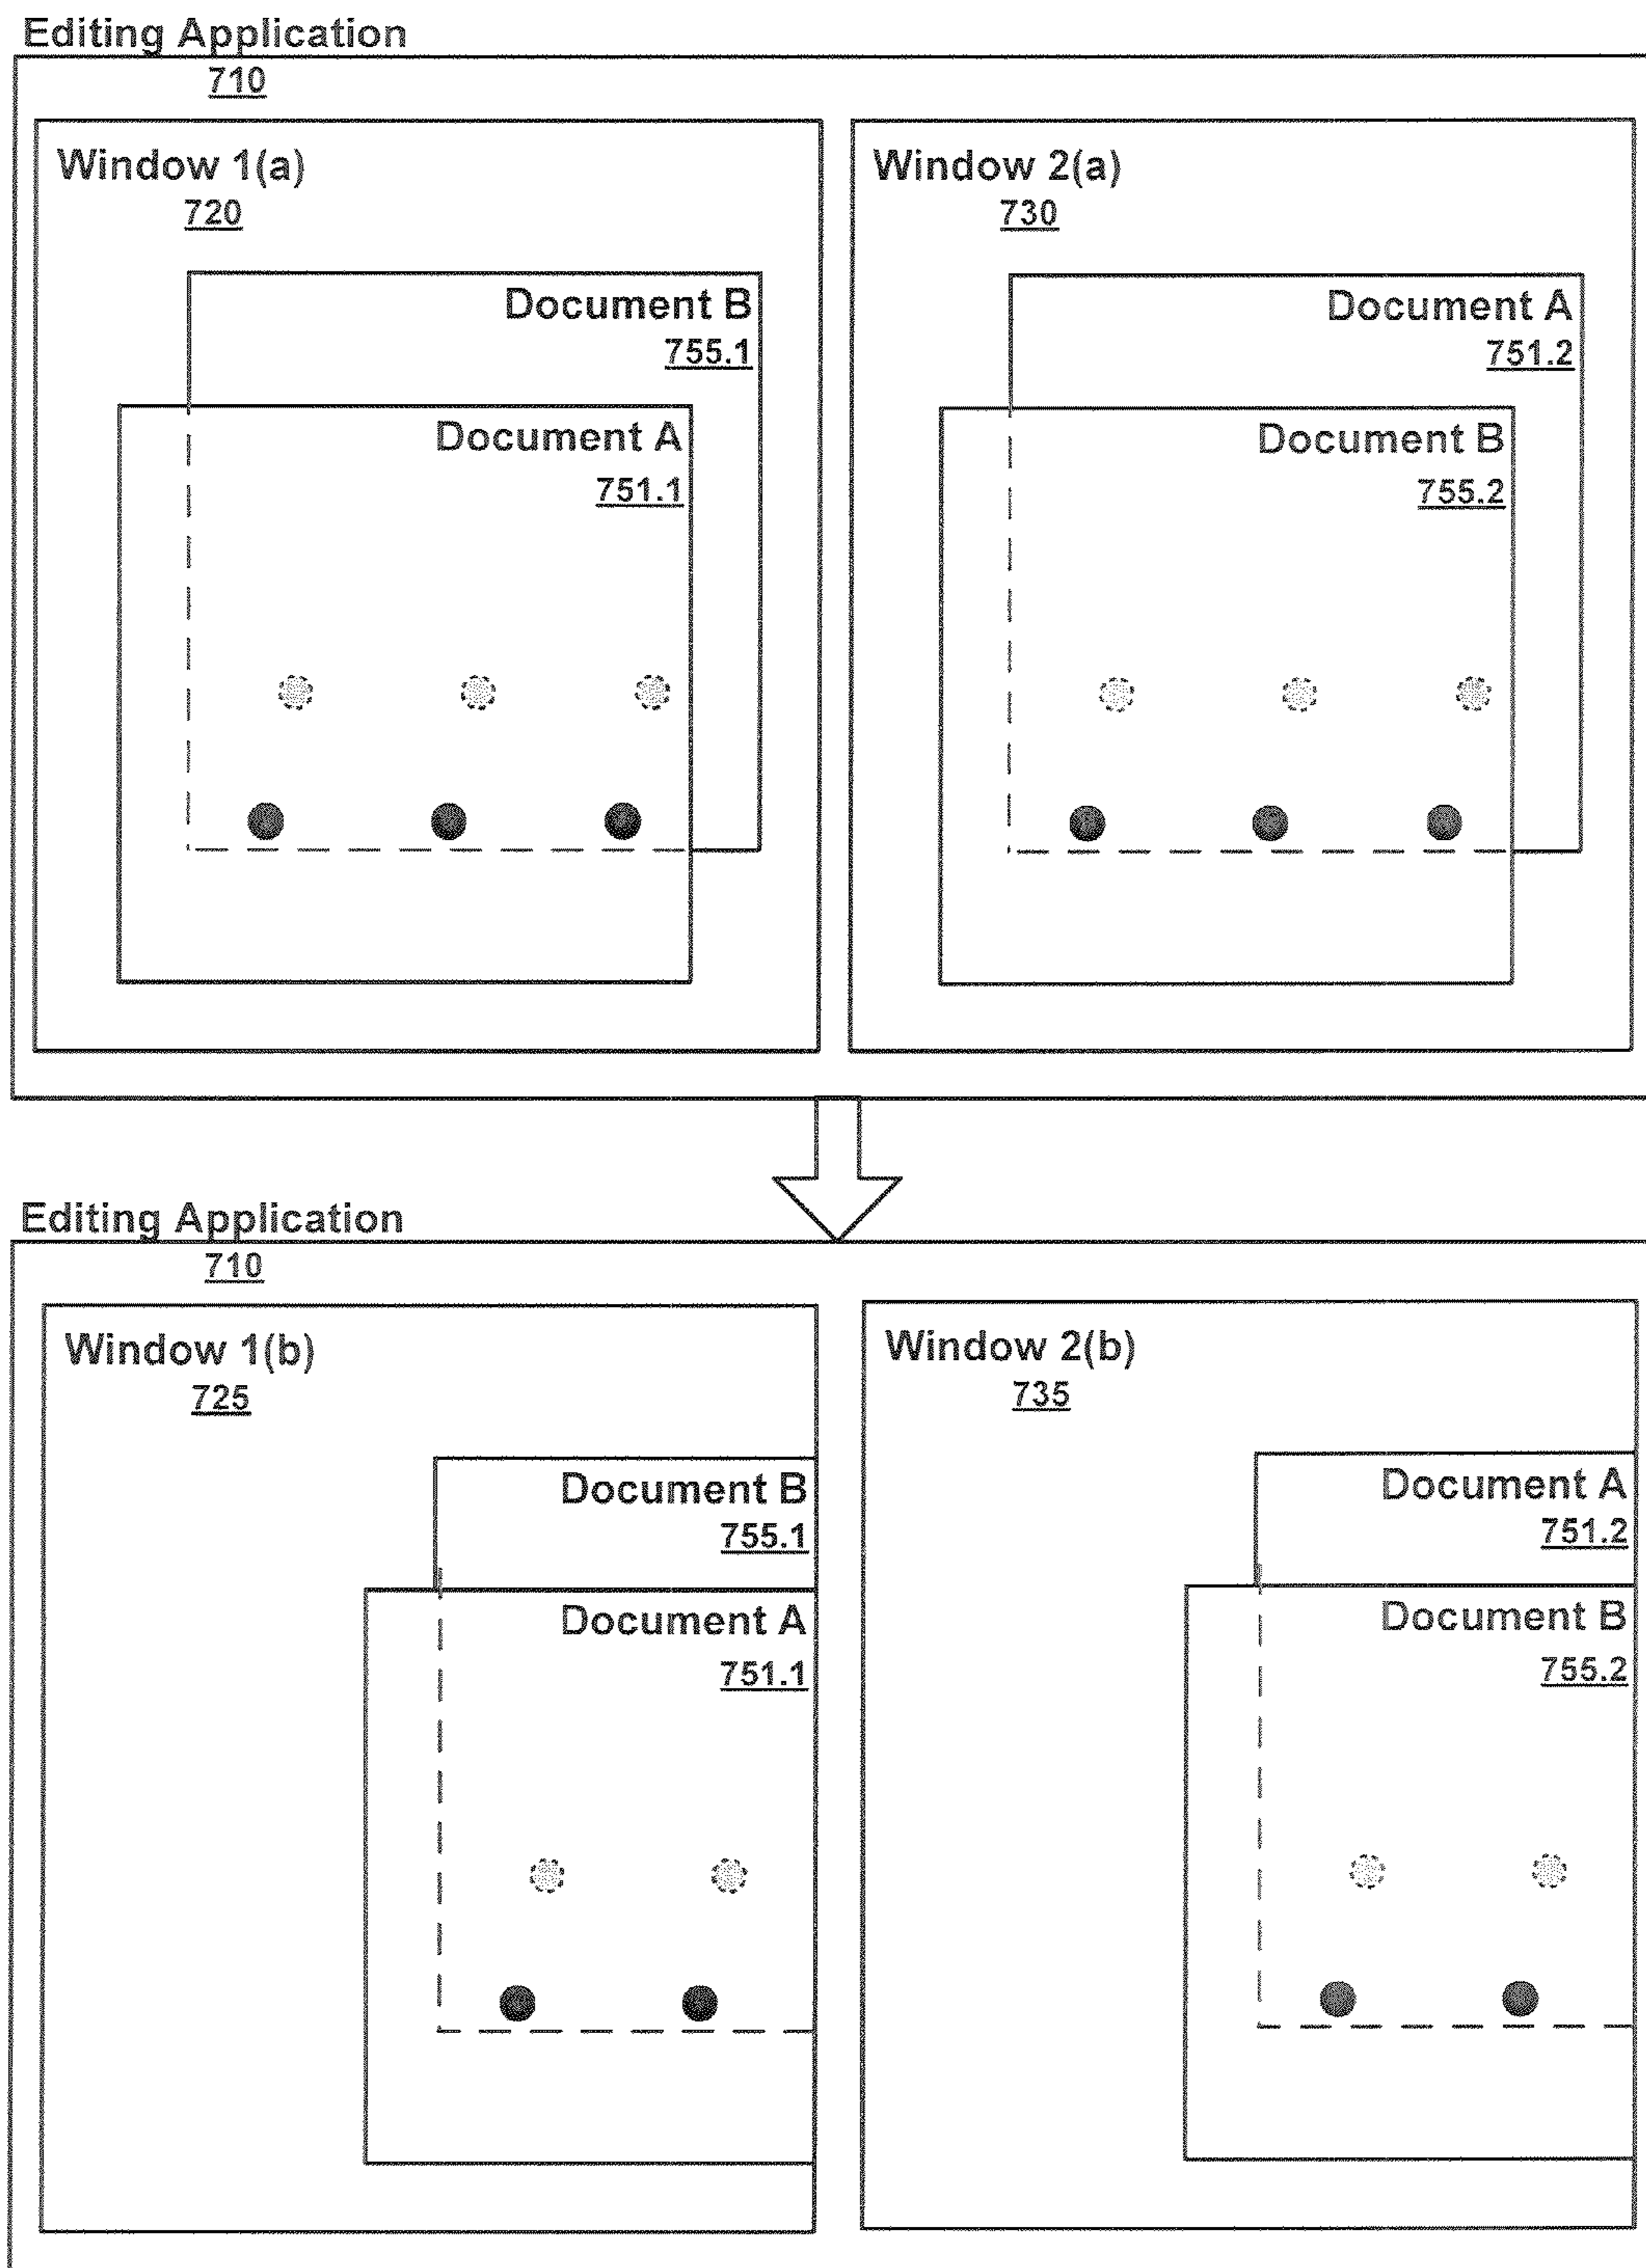 Editing Application
710
Window 1(a)
720
Document B
755.1
Document A
751.1
Window 2(a)
730
Document A
751.2
Document B
755.2
Editing Application
710
Window 1(b)
725
Document B
755.1
Document A
751.1
Window 2(b)
735
Document A
751.2
Document B
755.2